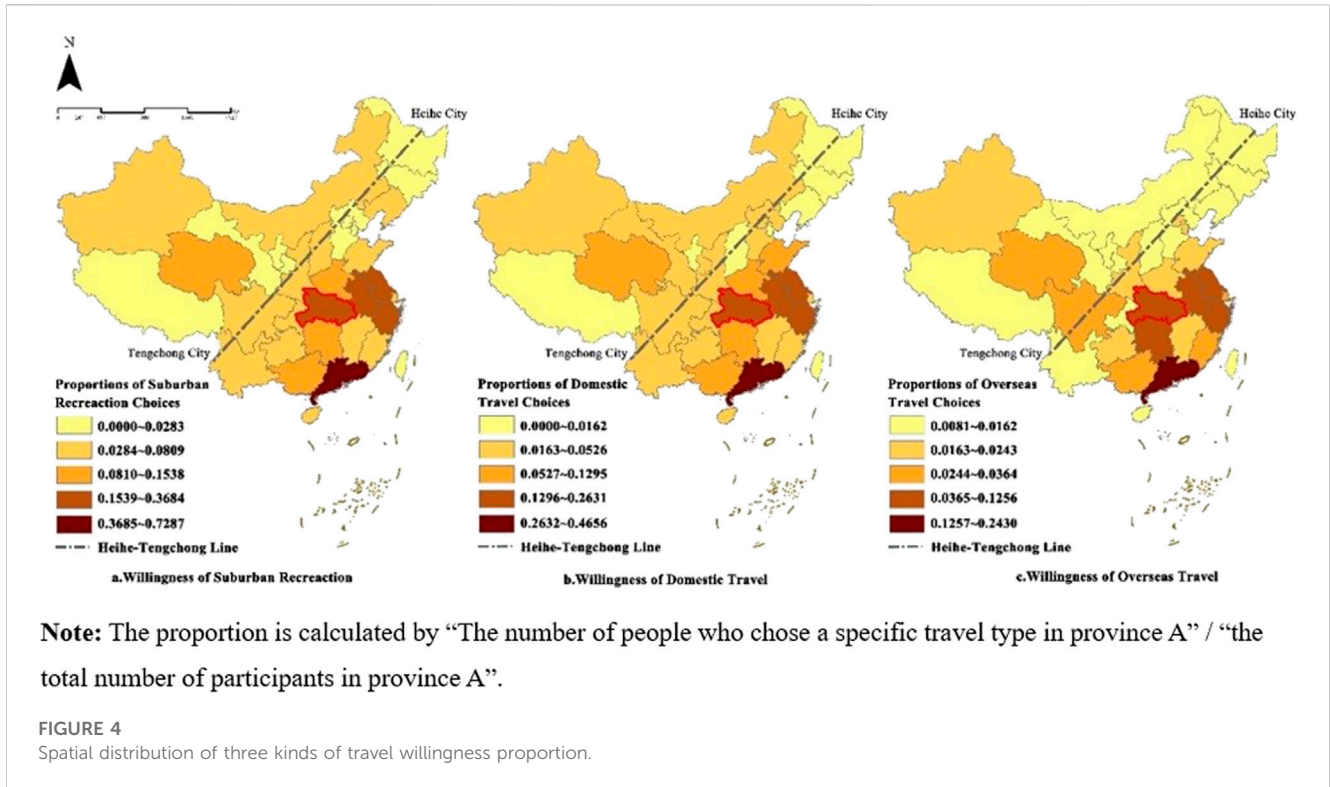 N
Heihe City
Tengchong City
Proportions of Suburban
Recreaction Choices
0.0000~0.0283
0.0284~0.0809
0.0810~0.1538
0.1539~0.3684
0.3685~0.7287
Heihe-Tengchong Line
a.Willingness of Suburban Recreaction
Heihe City
Tengchong City
Proportions of Domestic
Travel Choices
0.0000~0.0162
0.0163~0.0526
0.0527~0.1295
0.1296~0.2631
0.2632~0.4656
Heihe-Tengchong Line
b.Willingness of Domestic Travel
Heihe City
Tengchong City
Proportions of Overseas
Travel Choices
0.0081~0.0162
0.0163~0.0243
0.0244~0.0364
0.0365~0.1256
0.1257~0.2430
Heihe-Tengchong Line
c.Willingness of Overseas Travel
Note: The proportion is calculated by “The number of people who chose a specific travel type in province A” / “the
total number of participants in province A”.
FIGURE 4
Spatial distribution of three kinds of travel willingness proportion.